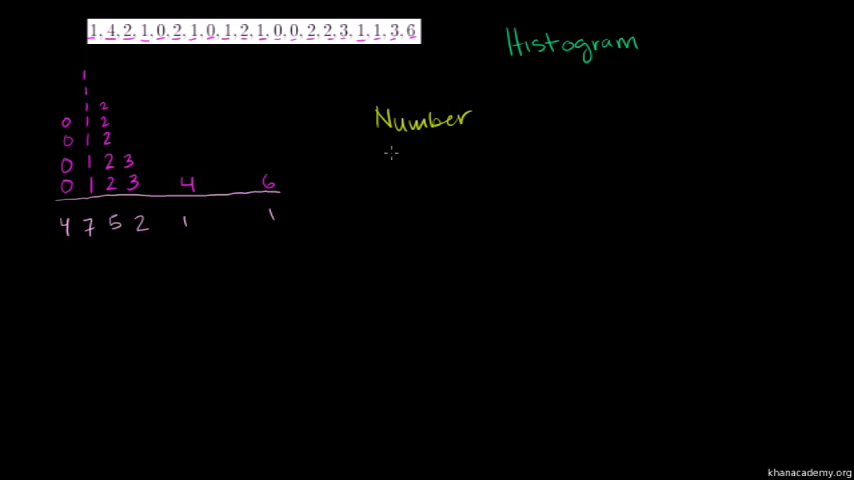 1, 4, 2, 1, 0, 2, 1, 0, 1, 2, 1, 0, 0, 2, 2, 3, 1, 1, 3, 6
Histogram
1
1
1 2
0 1 2
Number
0 1 2
0 1 2 3
0 1 2 3 4 6
4 7 5 2 1 1
khanacademy.org